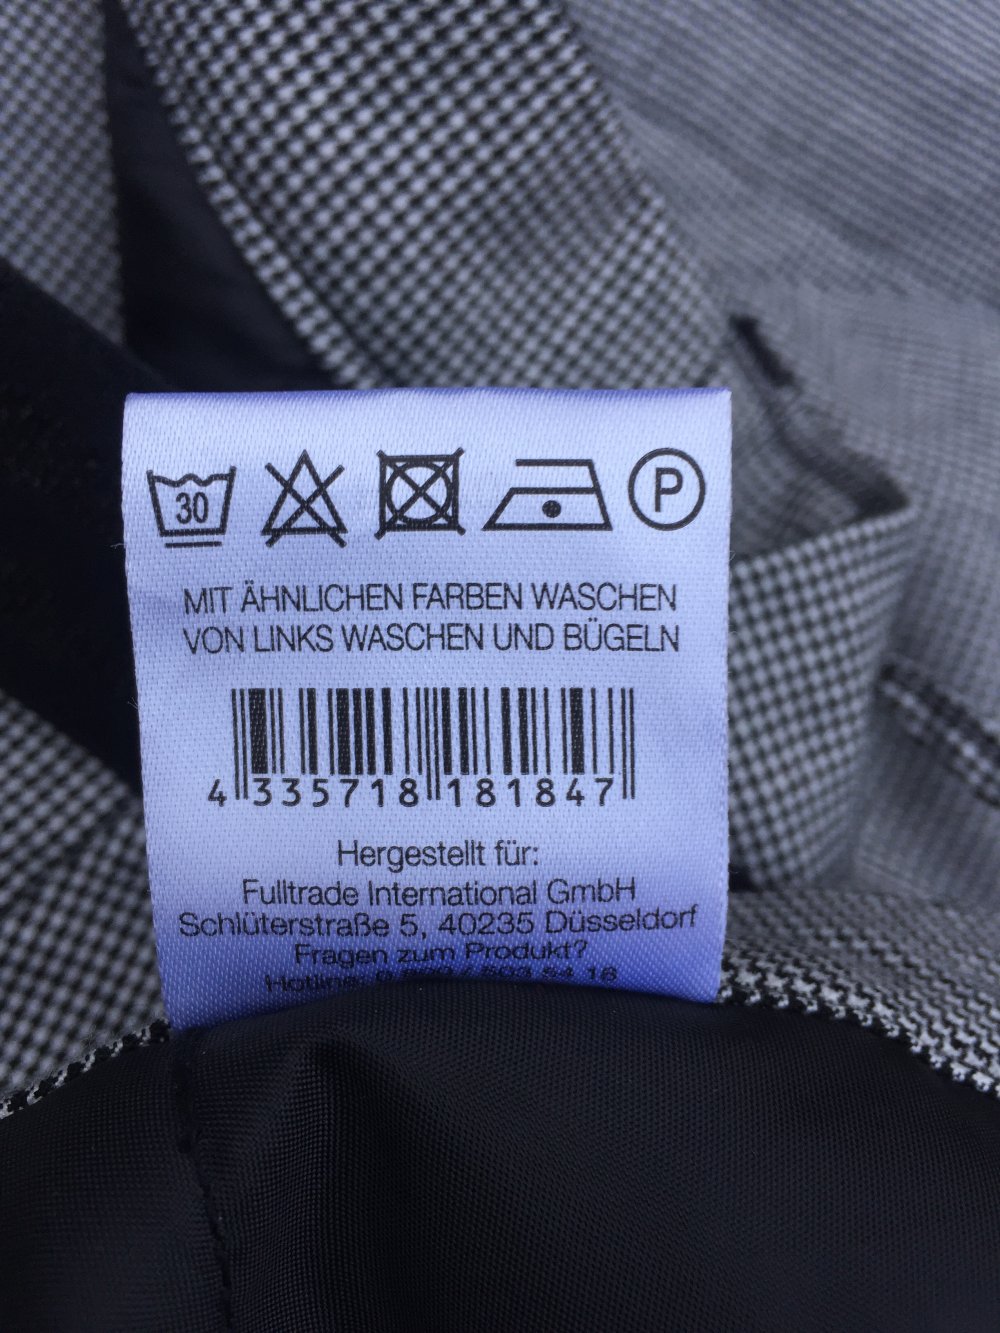 30
P
MIT ÄHNLICHEN FARBEN WASCHEN
VON LINKS WASCHEN UND BÜGELN
4 335718 181847
Hergestellt für:
Fulltrade International GmbH
Schlüterstraße 5, 40235 Düsseldorf
Fragen zum Produkt?
Hotline